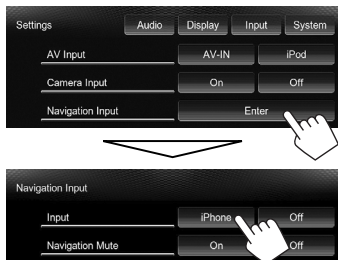 Settings Audio Display Input System
AV Input AV-IN iPod
Camera Input On Off
Navigation Input Enter
Navigation Input
Input iPhone Off
Navigation Mute On Off